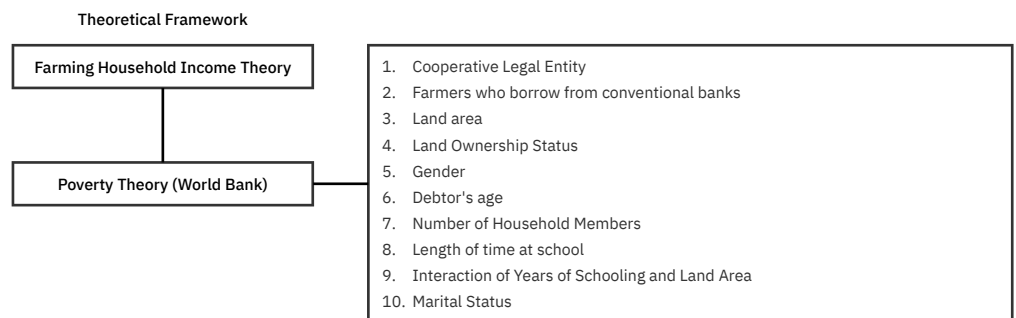 Theoretical Framework
Farming Household Income Theory
Poverty Theory (World Bank)
1. Cooperative Legal Entity
2. Farmers who borrow from conventional banks
3. Land area
4. Land Ownership Status
5. Gender
6. Debtor's age
7. Number of Household Members
8. Length of time at school
9. Interaction of Years of Schooling and Land Area
10. Marital Status